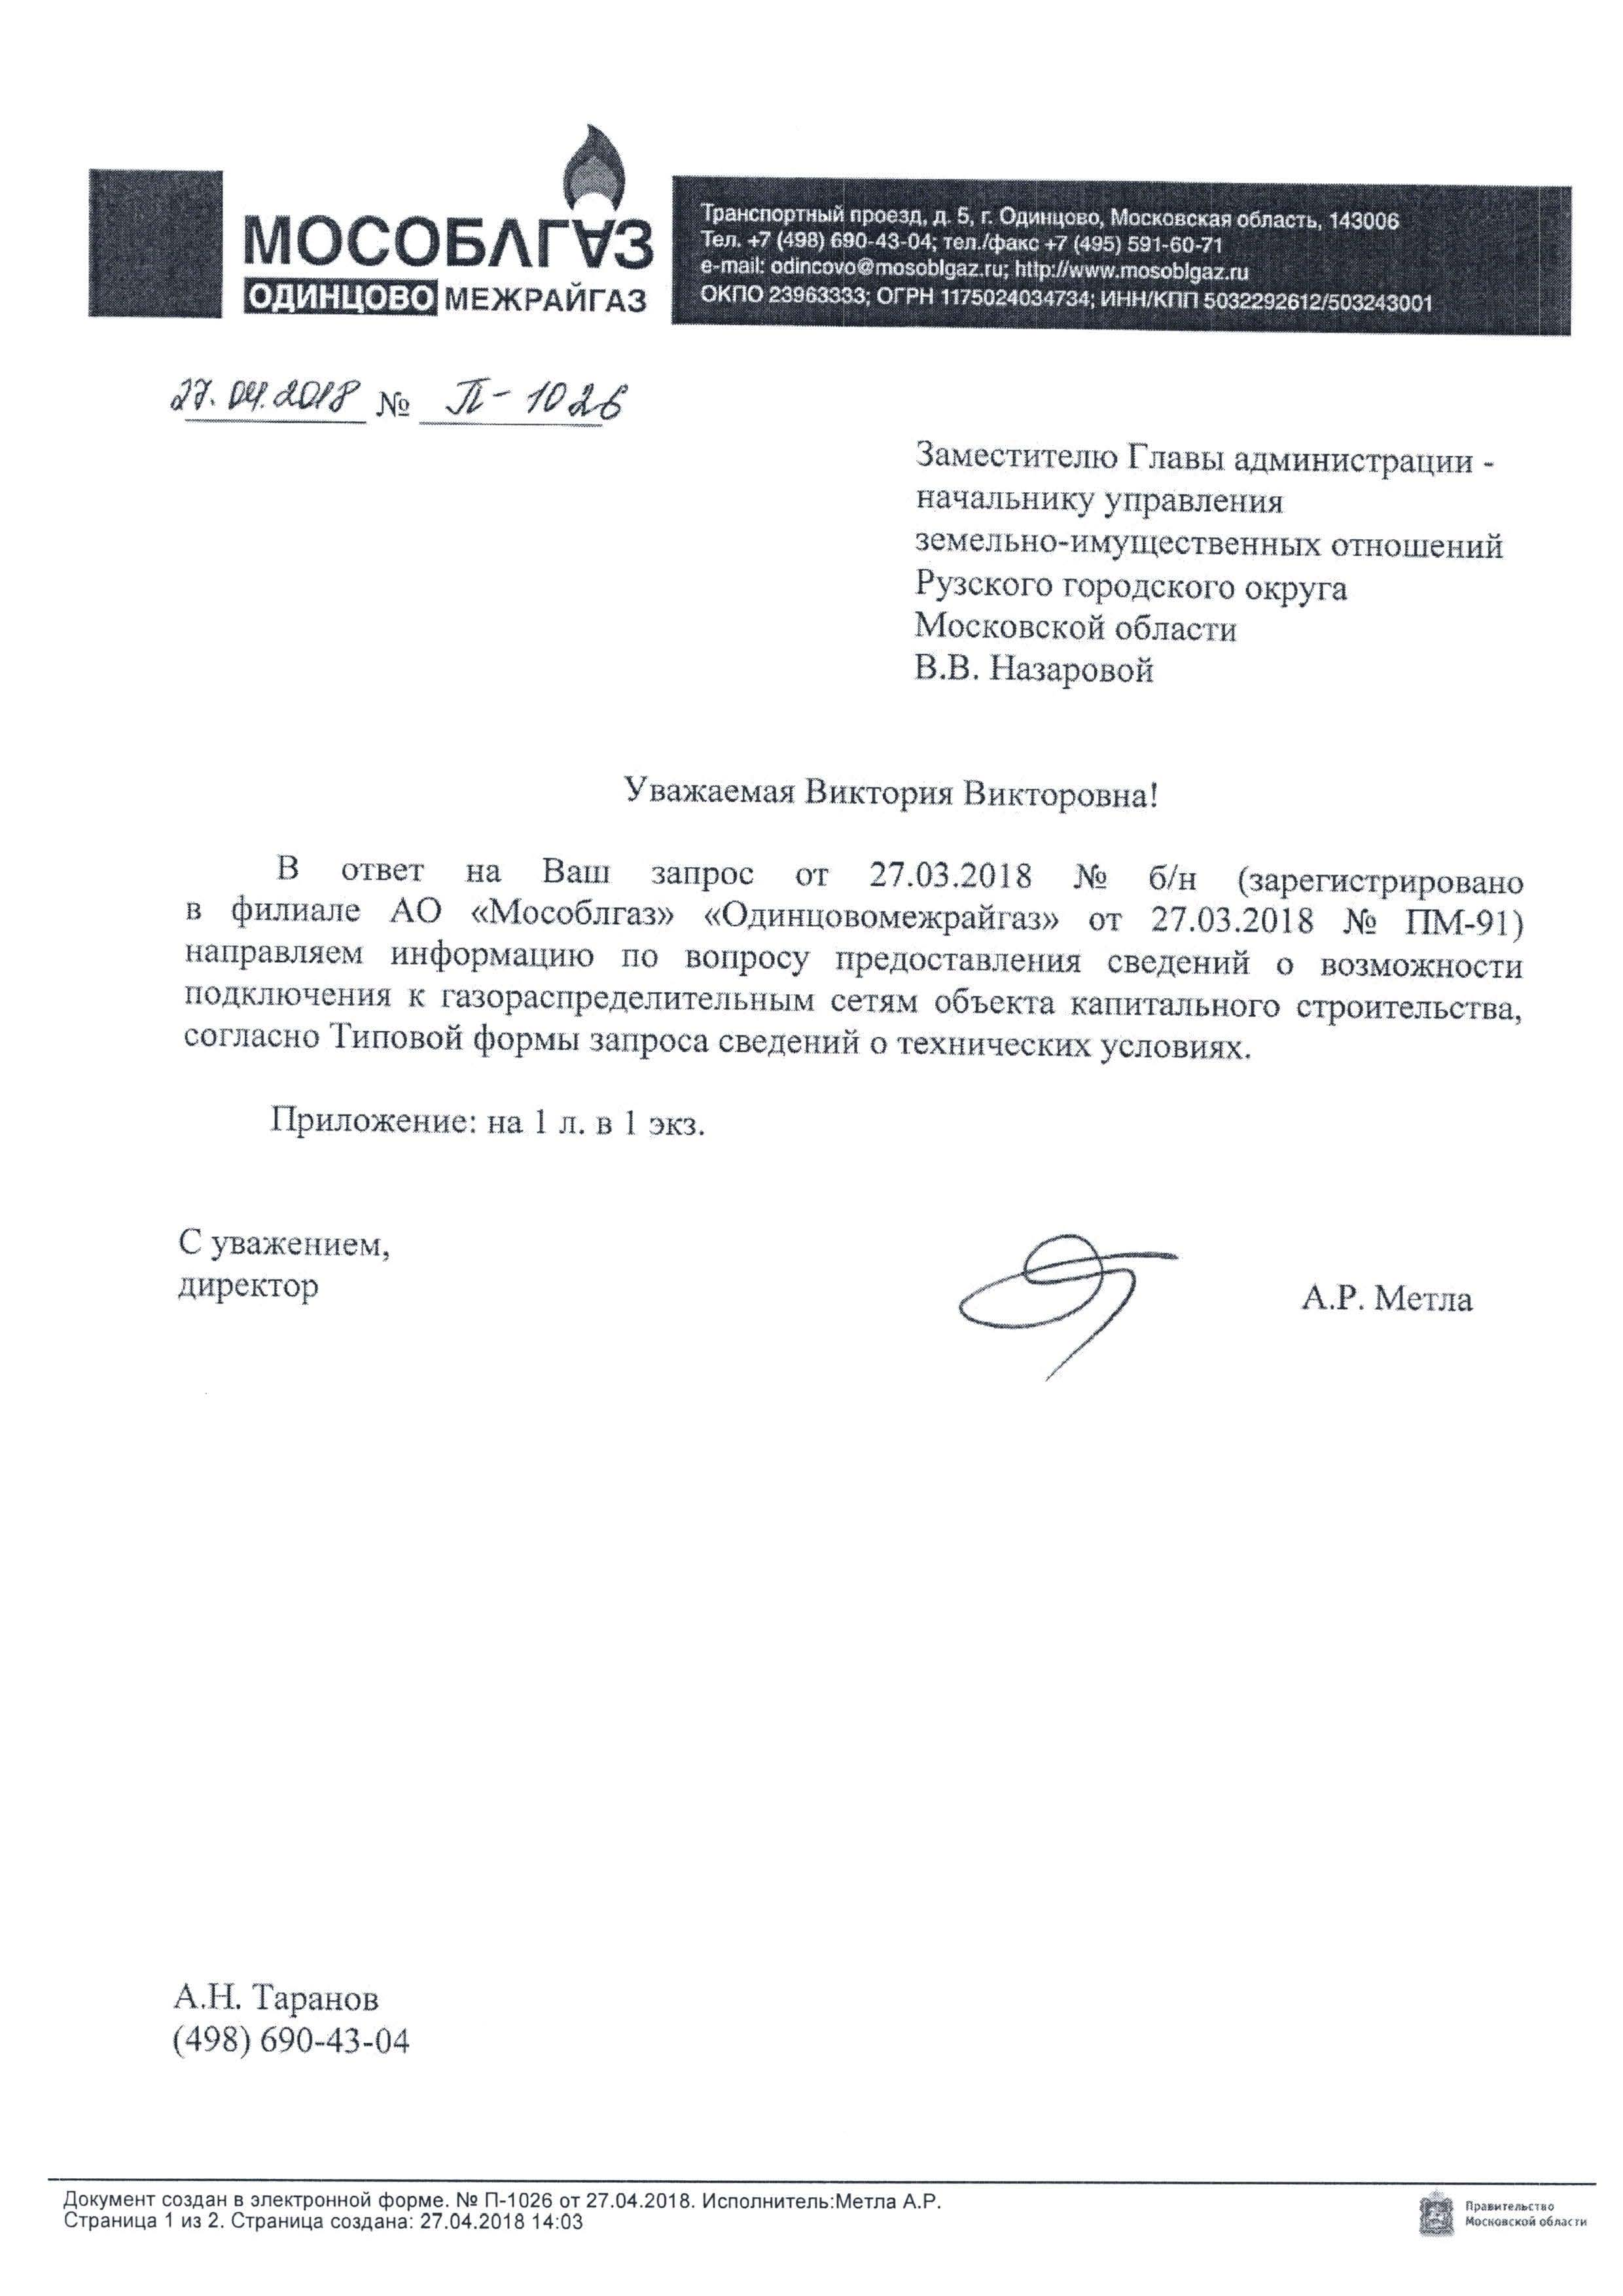 МОСОБЛГАЗ
ОДИНЦОВО МЕЖРАЙГАЗ
Транспортный проезд, д. 5, г. Одинцово, Московская область, 143006
Тел. +7 (498) 690-43-04; тел./факс +7 (495) 591-60-71
e-mail: odincovo@mosoblgaz.ru; http://www.mosoblgaz.ru
ОКПО 23963333; ОГРН 1175024034734; ИНН/КПП 5032292612/503243001
27.04.2018 № П-1026
Заместителю Главы администрации -
начальнику управления
земельно-имущественных отношений
Рузского городского округа
Московской области
В.В. Назаровой
Уважаемая Виктория Викторовна!
В ответ на Ваш запрос от 27.03.2018 № б/н (зарегистрировано
в филиале АО «Мособлгаз» «Одинцовомежрайгаз» от 27.03.2018 № ПМ-91)
направляем информацию по вопросу предоставления сведений о возможности
подключения к газораспределительным сетям объекта капитального строительства,
согласно Типовой формы запроса сведений о технических условиях.
Приложение: на 1 л. в 1 экз.
С уважением,
директор
А.Р. Метла
А.Н. Таранов
(498) 690-43-04
Документ создан в электронной форме. № П-1026 от 27.04.2018. Исполнитель:Метла А.Р.
Страница 1 из 2. Страница создана: 27.04.2018 14:03
Правительство
Московской области